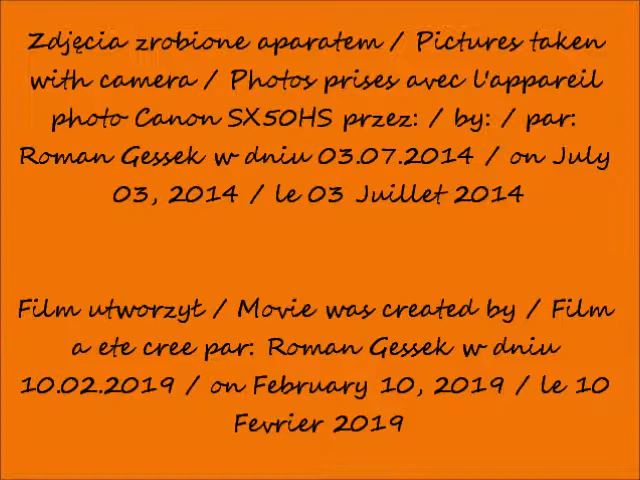 Zdjęcia zrobione aparatem / Pictures taken
with camera / Photos prises avec l'appareil
photo Canon SX50HS przez: / by: / par:
Roman Gessek w dniu 03.07.2014 / on July
03, 2014 / le 03 Juillet 2014
Film utworzył / Movie was created by / Film
a ete cree par: Roman Gessek w dniu
10.02.2019 / on February 10, 2019 / le 10
Fevrier 2019